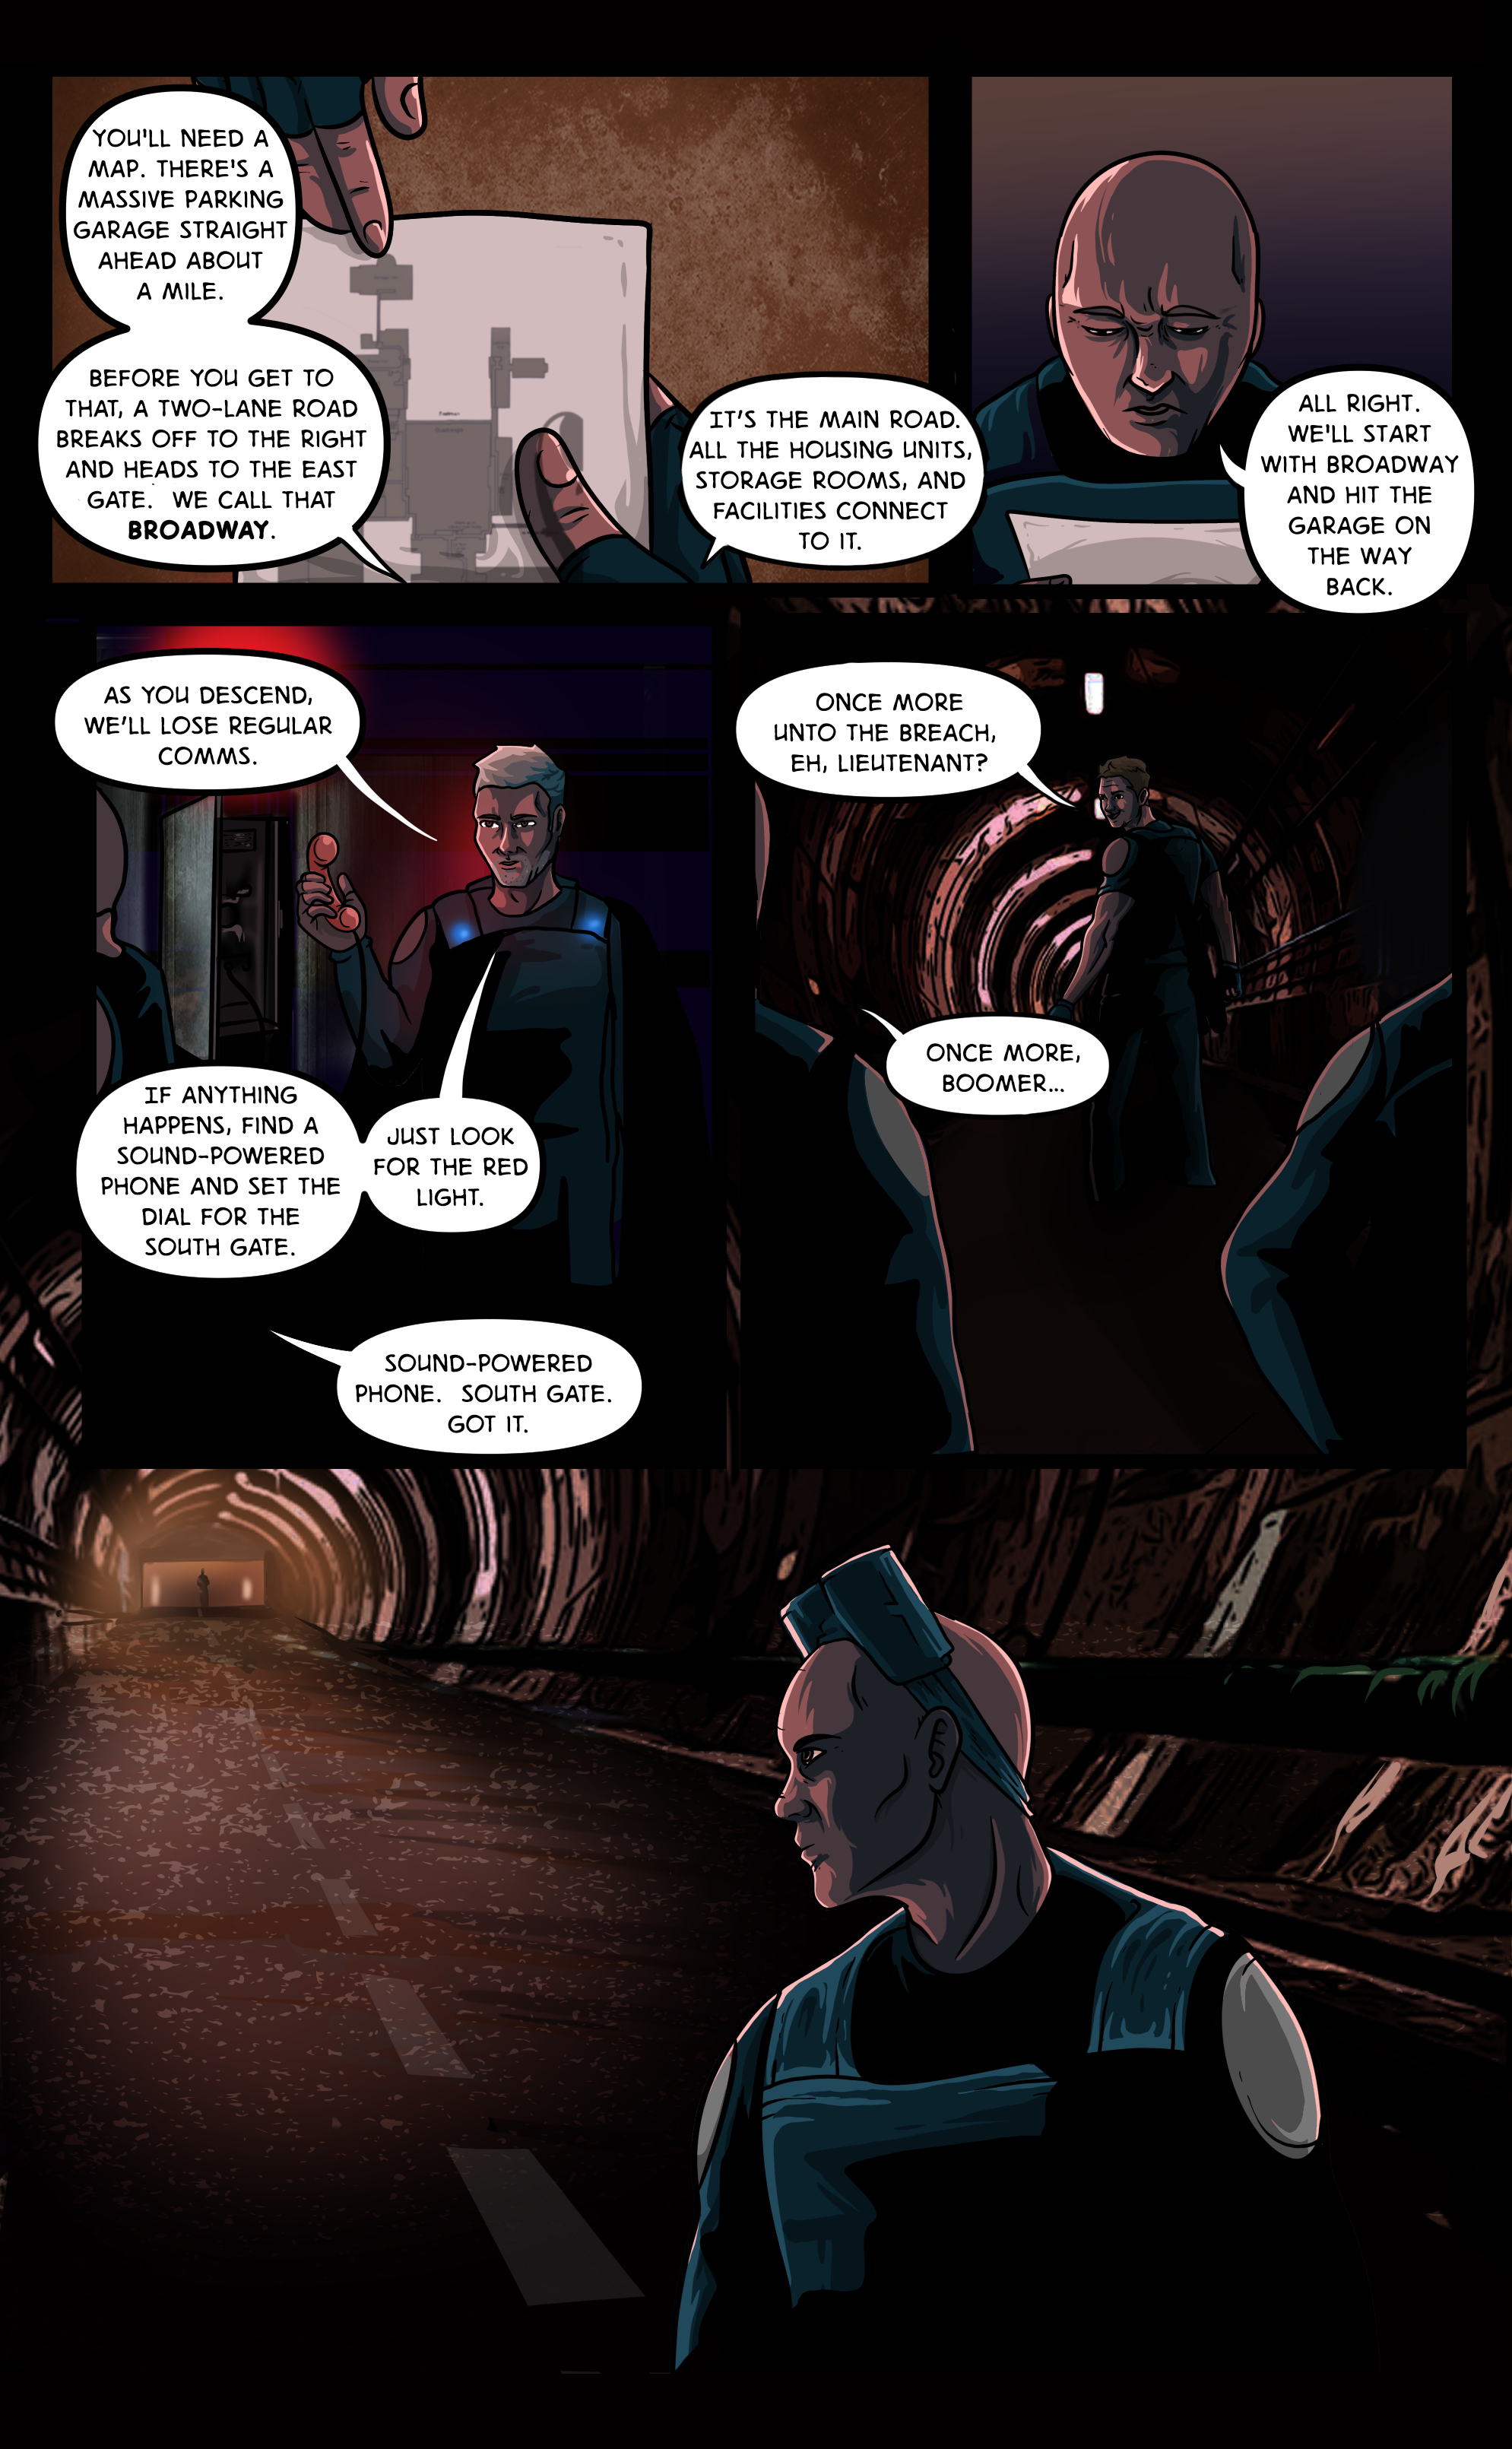 YOU'LL NEED A
MAP. THERE'S A
MASSIVE PARKING
GARAGE STRAIGHT
AHEAD ABOUT
A MILE.
BEFORE YOU GET TO
THAT, A TWO-LANE ROAD
BREAKS OFF TO THE RIGHT
AND HEADS TO THE EAST
GATE. WE CALL THAT
BROADWAY.
IT'S THE MAIN ROAD.
ALL THE HOUSING UNITS,
STORAGE ROOMS, AND
FACILITIES CONNECT
TO IT.
ALL RIGHT.
WE'LL START
WITH BROADWAY
AND HIT THE
GARAGE ON
THE WAY
BACK.
AS YOU DESCEND,
WE'LL LOSE REGULAR
COMMS.
IF ANYTHING
HAPPENS, FIND A
SOUND-POWERED
PHONE AND SET THE
DIAL FOR THE
SOUTH GATE.
JUST LOOK
FOR THE RED
LIGHT.
SOUND-POWERED
PHONE. SOUTH GATE.
GOT IT.
ONCE MORE
UNTO THE BREACH,
EH, LIEUTENANT?
ONCE MORE,
BOOMER...